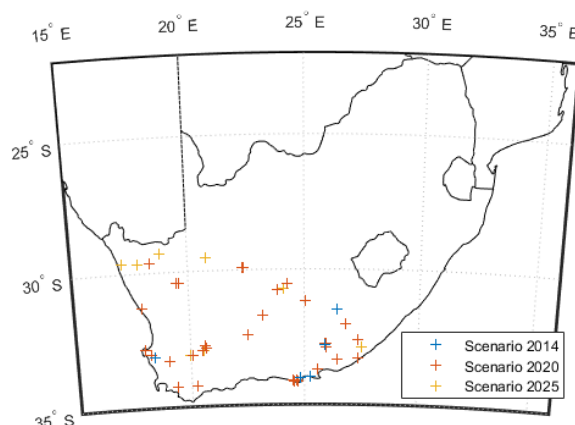 15° E
20° E
25° E
30° E
35° E
25° S
30° S
35° S
Scenario 2014
Scenario 2020
Scenario 2025